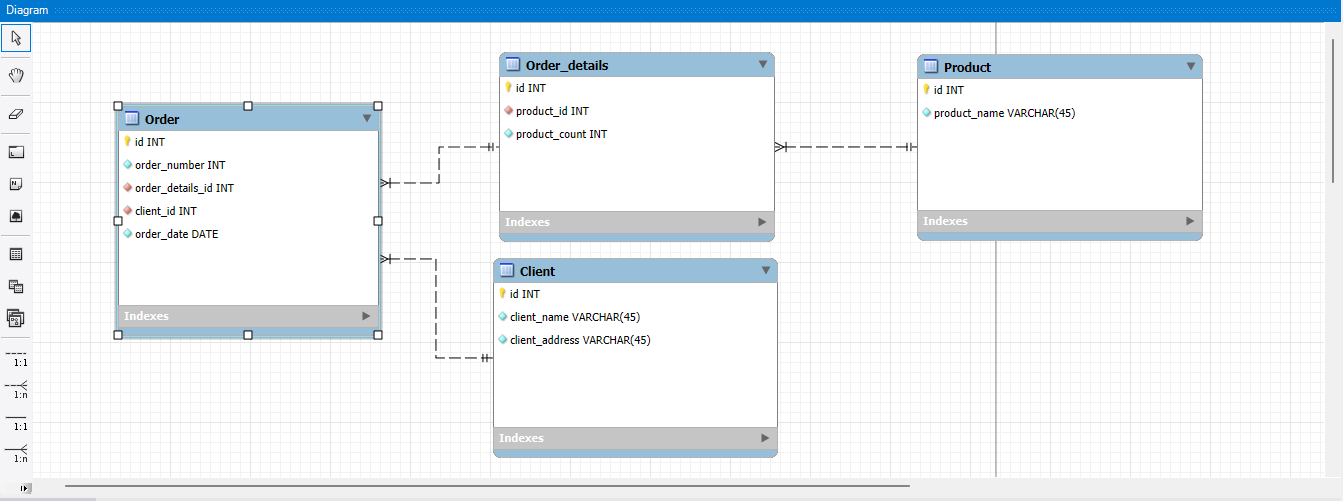 Diagram
Order_details
id INT
product_id INT
product_count INT
Indexes
Product
id INT
product_name VARCHAR(45)
Indexes
Order
id INT
order_number INT
order_details_id INT
client_id INT
order_date DATE
Indexes
Client
id INT
client_name VARCHAR(45)
client_address VARCHAR(45)
Indexes
1:1
1:n
1:1
1:n